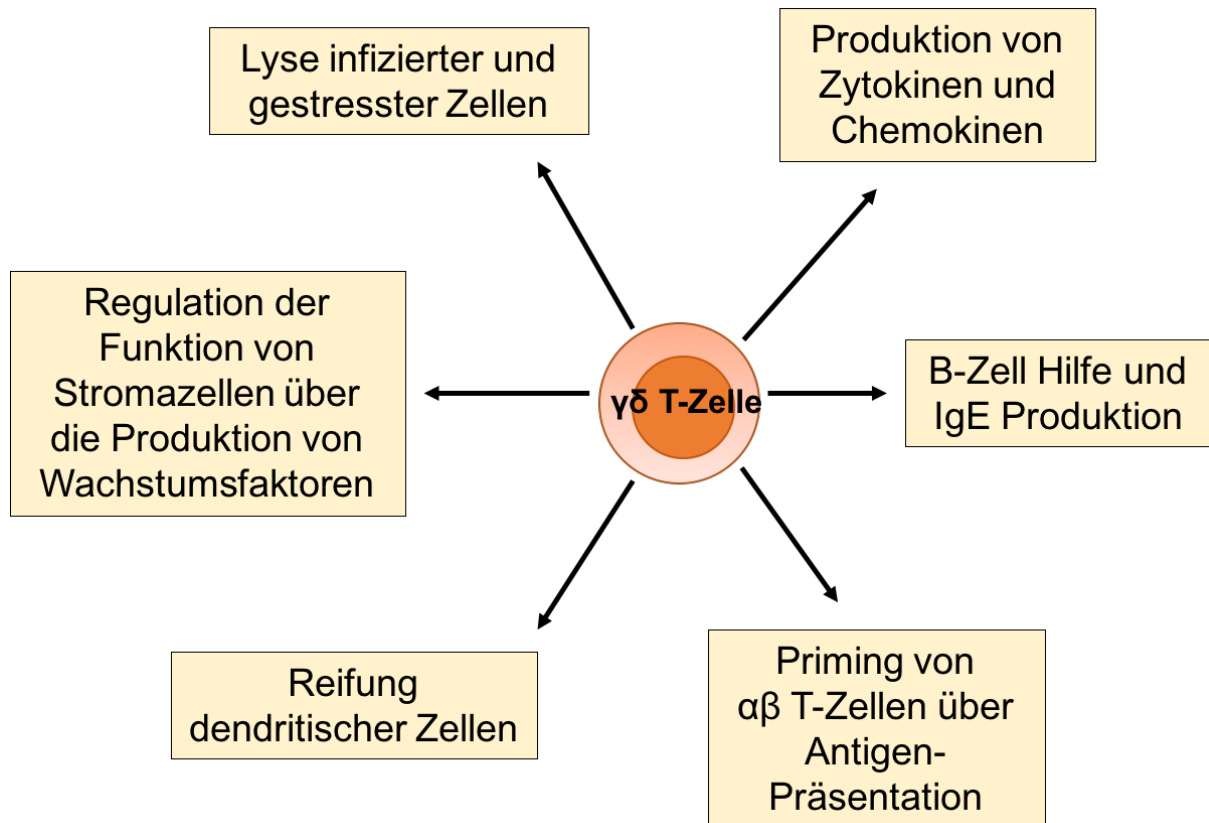 Lyse infizierter und
gestresster Zellen
Produktion von
Zytokinen und
Chemokinen
Regulation der
Funktion von
Stromazellen über
die Produktion von
Wachstumsfaktoren
γδ T-Zelle
B-Zell Hilfe und
IgE Produktion
Reifung
dendritischer Zellen
Priming von
αβ T-Zellen über
Antigen-
Präsentation